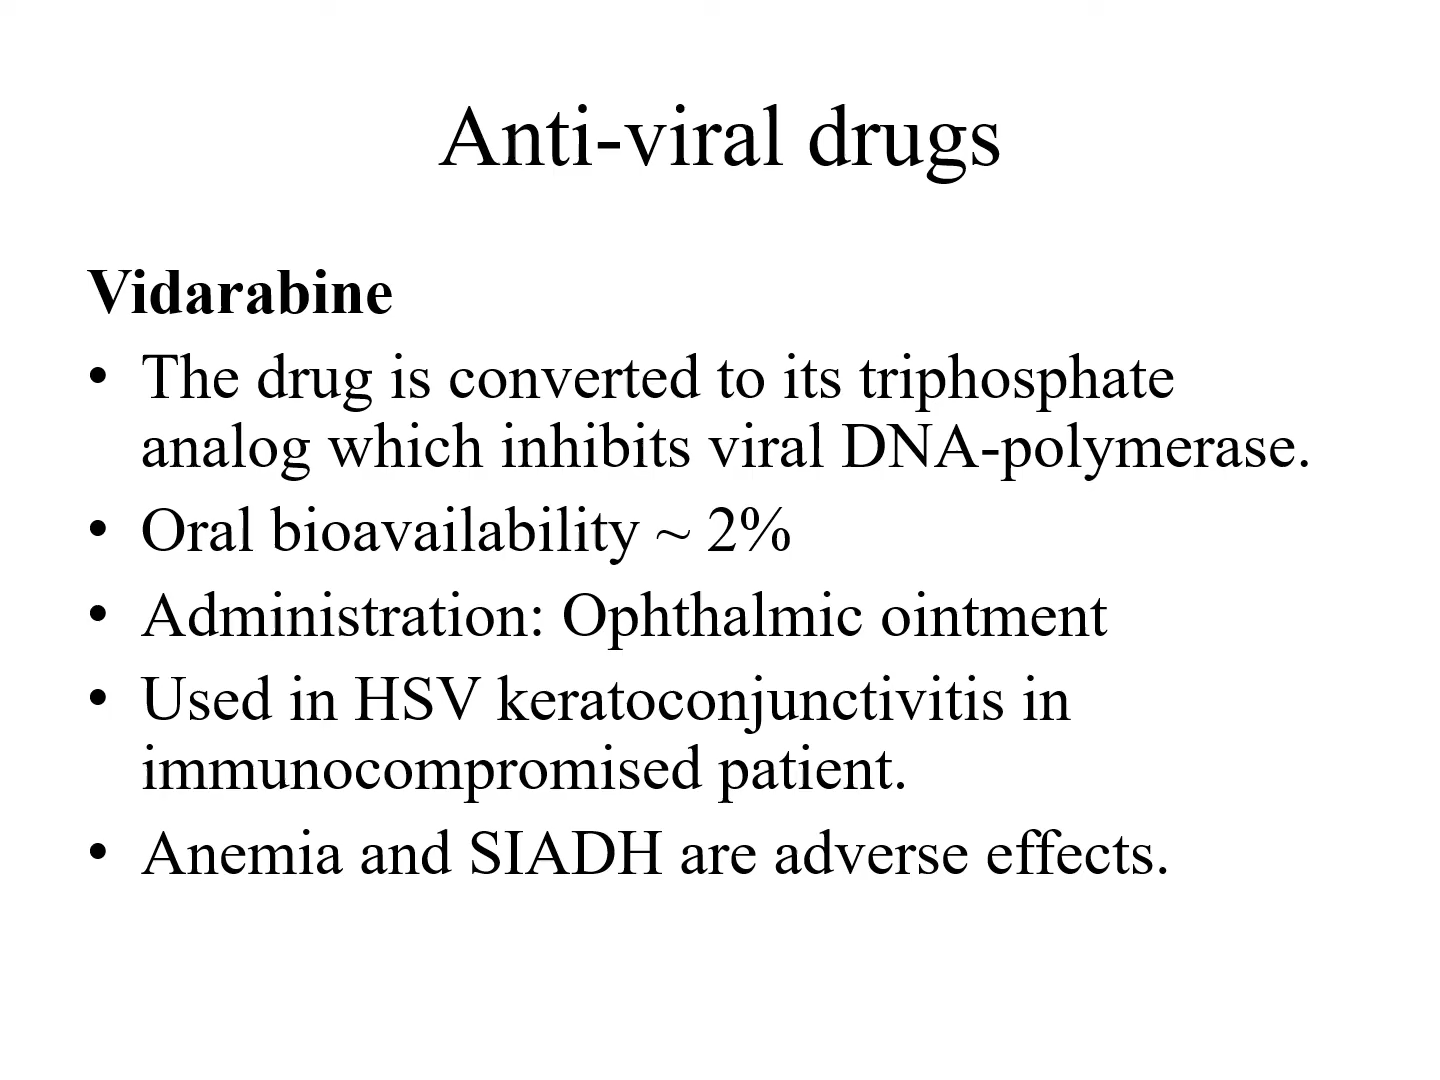 Anti-viral drugs
Vidarabine
• The drug is converted to its triphosphate
analog which inhibits viral DNA-polymerase.
• Oral bioavailability ~ 2%
• Administration: Ophthalmic ointment
• Used in HSV keratoconjunctivitis in
immunocompromised patient.
• Anemia and SIADH are adverse effects.